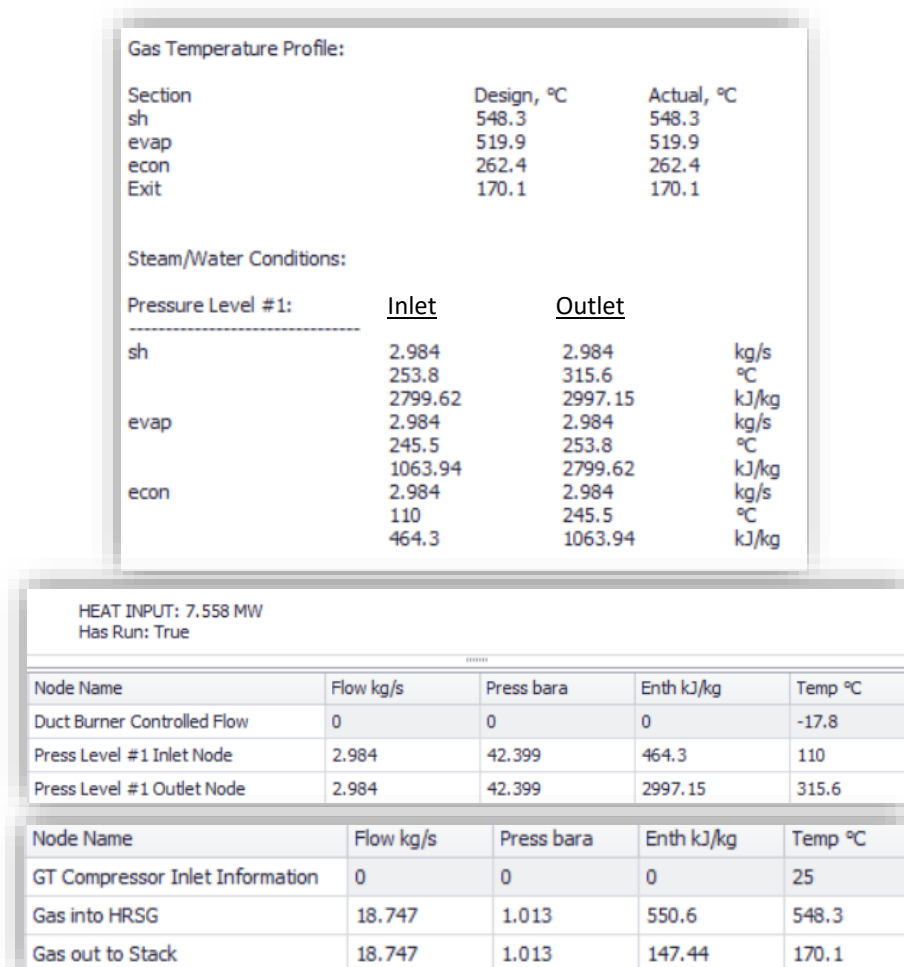 Gas Temperature Profile:
Section Design, ºC Actual, ºC
sh 548.3 548.3
evap 519.9 519.9
econ 262.4 262.4
Exit 170.1 170.1
Steam/Water Conditions:
Pressure Level #1: Inlet Outlet
--------------------------------
sh 2.984 2.984 kg/s
253.8 315.6 ºC
2799.62 2997.15 kJ/kg
evap 2.984 2.984 kg/s
245.5 253.8 ºC
1063.94 2799.62 kJ/kg
econ 2.984 2.984 kg/s
110 245.5 ºC
464.3 1063.94 kJ/kg
HEAT INPUT: 7.558 MW
Has Run: True
Node Name Flow kg/s Press bara Enth kJ/kg Temp ºC
Duct Burner Controlled Flow 0 0 0 -17.8
Press Level #1 Inlet Node 2.984 42.399 464.3 110
Press Level #1 Outlet Node 2.984 42.399 2997.15 315.6
Node Name Flow kg/s Press bara Enth kJ/kg Temp ºC
GT Compressor Inlet Information 0 0 0 25
Gas into HRSG 18.747 1.013 550.6 548.3
Gas out to Stack 18.747 1.013 147.44 170.1